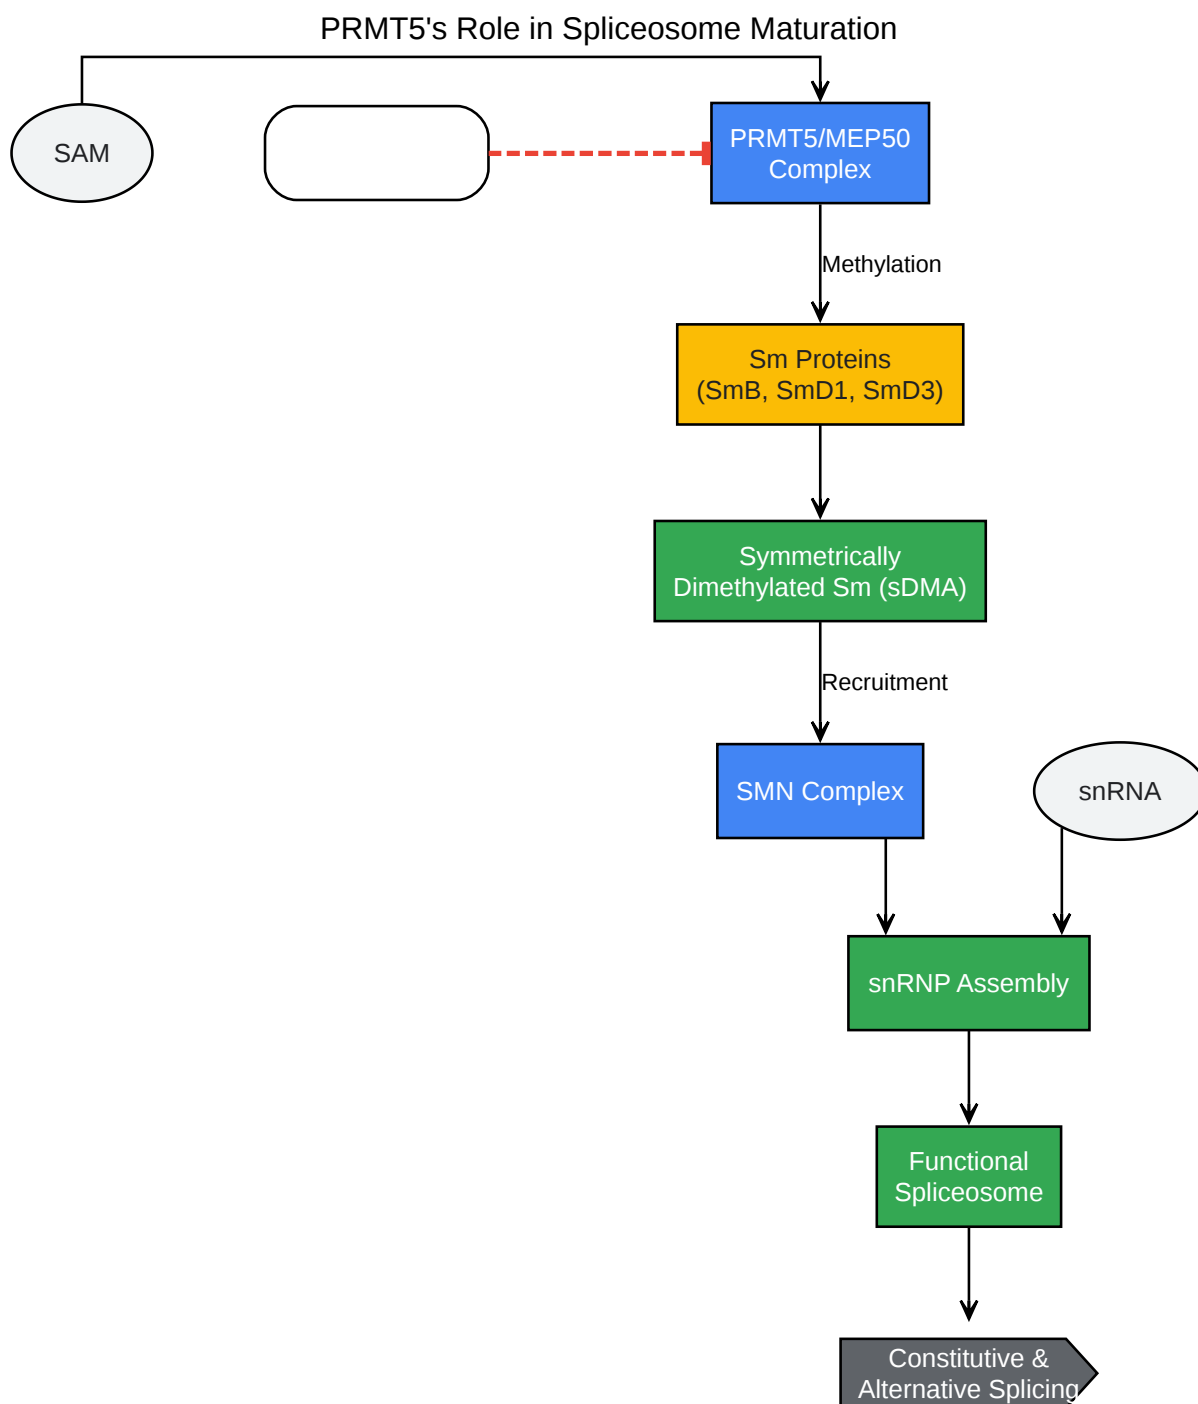 PRMT5's Role in Spliceosome Maturation
SAM
PRMT5/MEP50
Complex
Methylation
Sm Proteins
(SmB, SmD1, SmD3)
Symmetrically
Dimethylated Sm (sDMA)
Recruitment
SMN Complex
snRNA
snRNP Assembly
Functional
Spliceosome
Constitutive &
Alternative Splicing